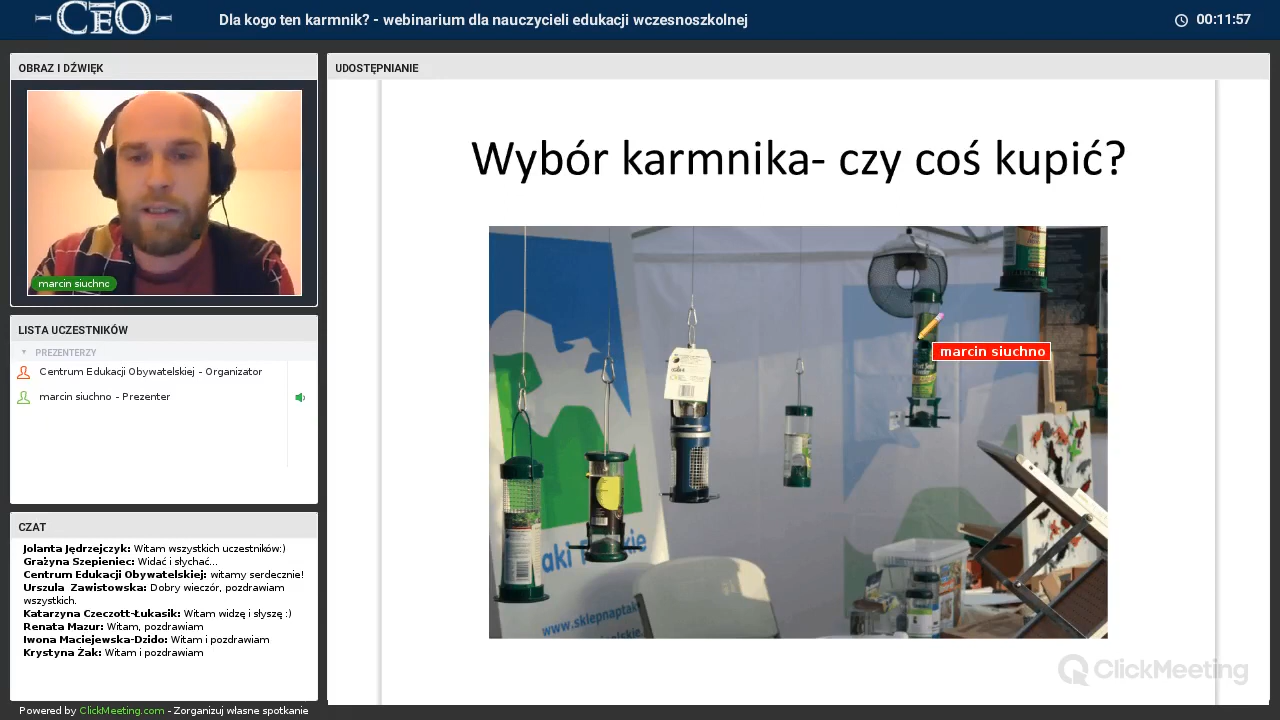 CEO
Dla kogo ten karmnik? - webinarium dla nauczycieli edukacji wczesnoszkolnej
00:11:57
OBRAZ I DŹWIĘK
marcin siuchno
LISTA UCZESTNIKÓW
PREZENTERZY
Centrum Edukacji Obywatelskiej - Organizator
marcin siuchno - Prezenter
CZAT
Jolanta Jędrzejczyk: Witam wszystkich uczestników:)
Grażyna Szepieniec: Widać i słychać...
Centrum Edukacji Obywatelskiej: witamy serdecznie!
Urszula Zawistowska: Dobry wieczór, pozdrawiam
wszystkich.
Katarzyna Czeczott-Łukasik: Witam widzę i słyszę :)
Renata Mazur: Witam, pozdrawiam
Iwona Maciejewska-Dzido: Witam i pozdrawiam
Krystyna Żak: Witam i pozdrawiam
Powered by ClickMeeting.com - Zorganizuj własne spotkanie
UDOSTĘPNIANIE
Wybór karmnika- czy coś kupić?
marcin siuchno
ClickMeeting